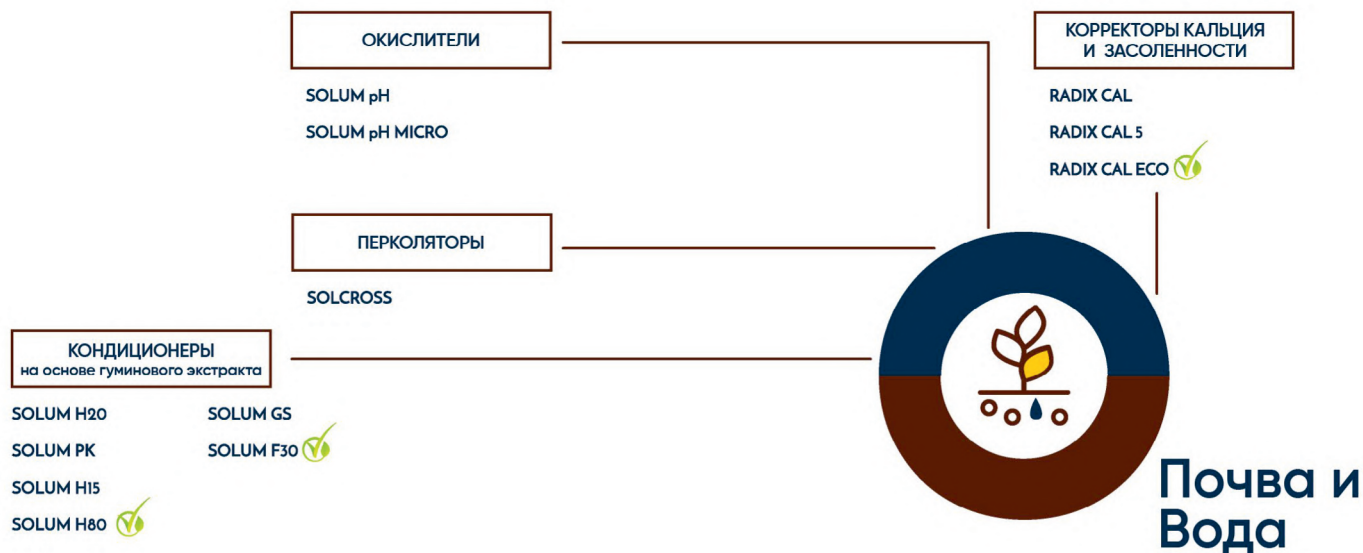 ОКИСЛИТЕЛИ
SOLUM pH
SOLUM pH MICRO
КОРРЕКТОРЫ КАЛЬЦИЯ
И ЗАСОЛЕННОСТИ
RADIX CAL
RADIX CAL 5
RADIX CAL ECO
ПЕРКОЛЯТОРЫ
SOLCROSS
КОНДИЦИОНЕРЫ
на основе гуминового экстракта
SOLUM H20
SOLUM PK
SOLUM H15
SOLUM H80
SOLUM GS
SOLUM F30
Почва и
Вода